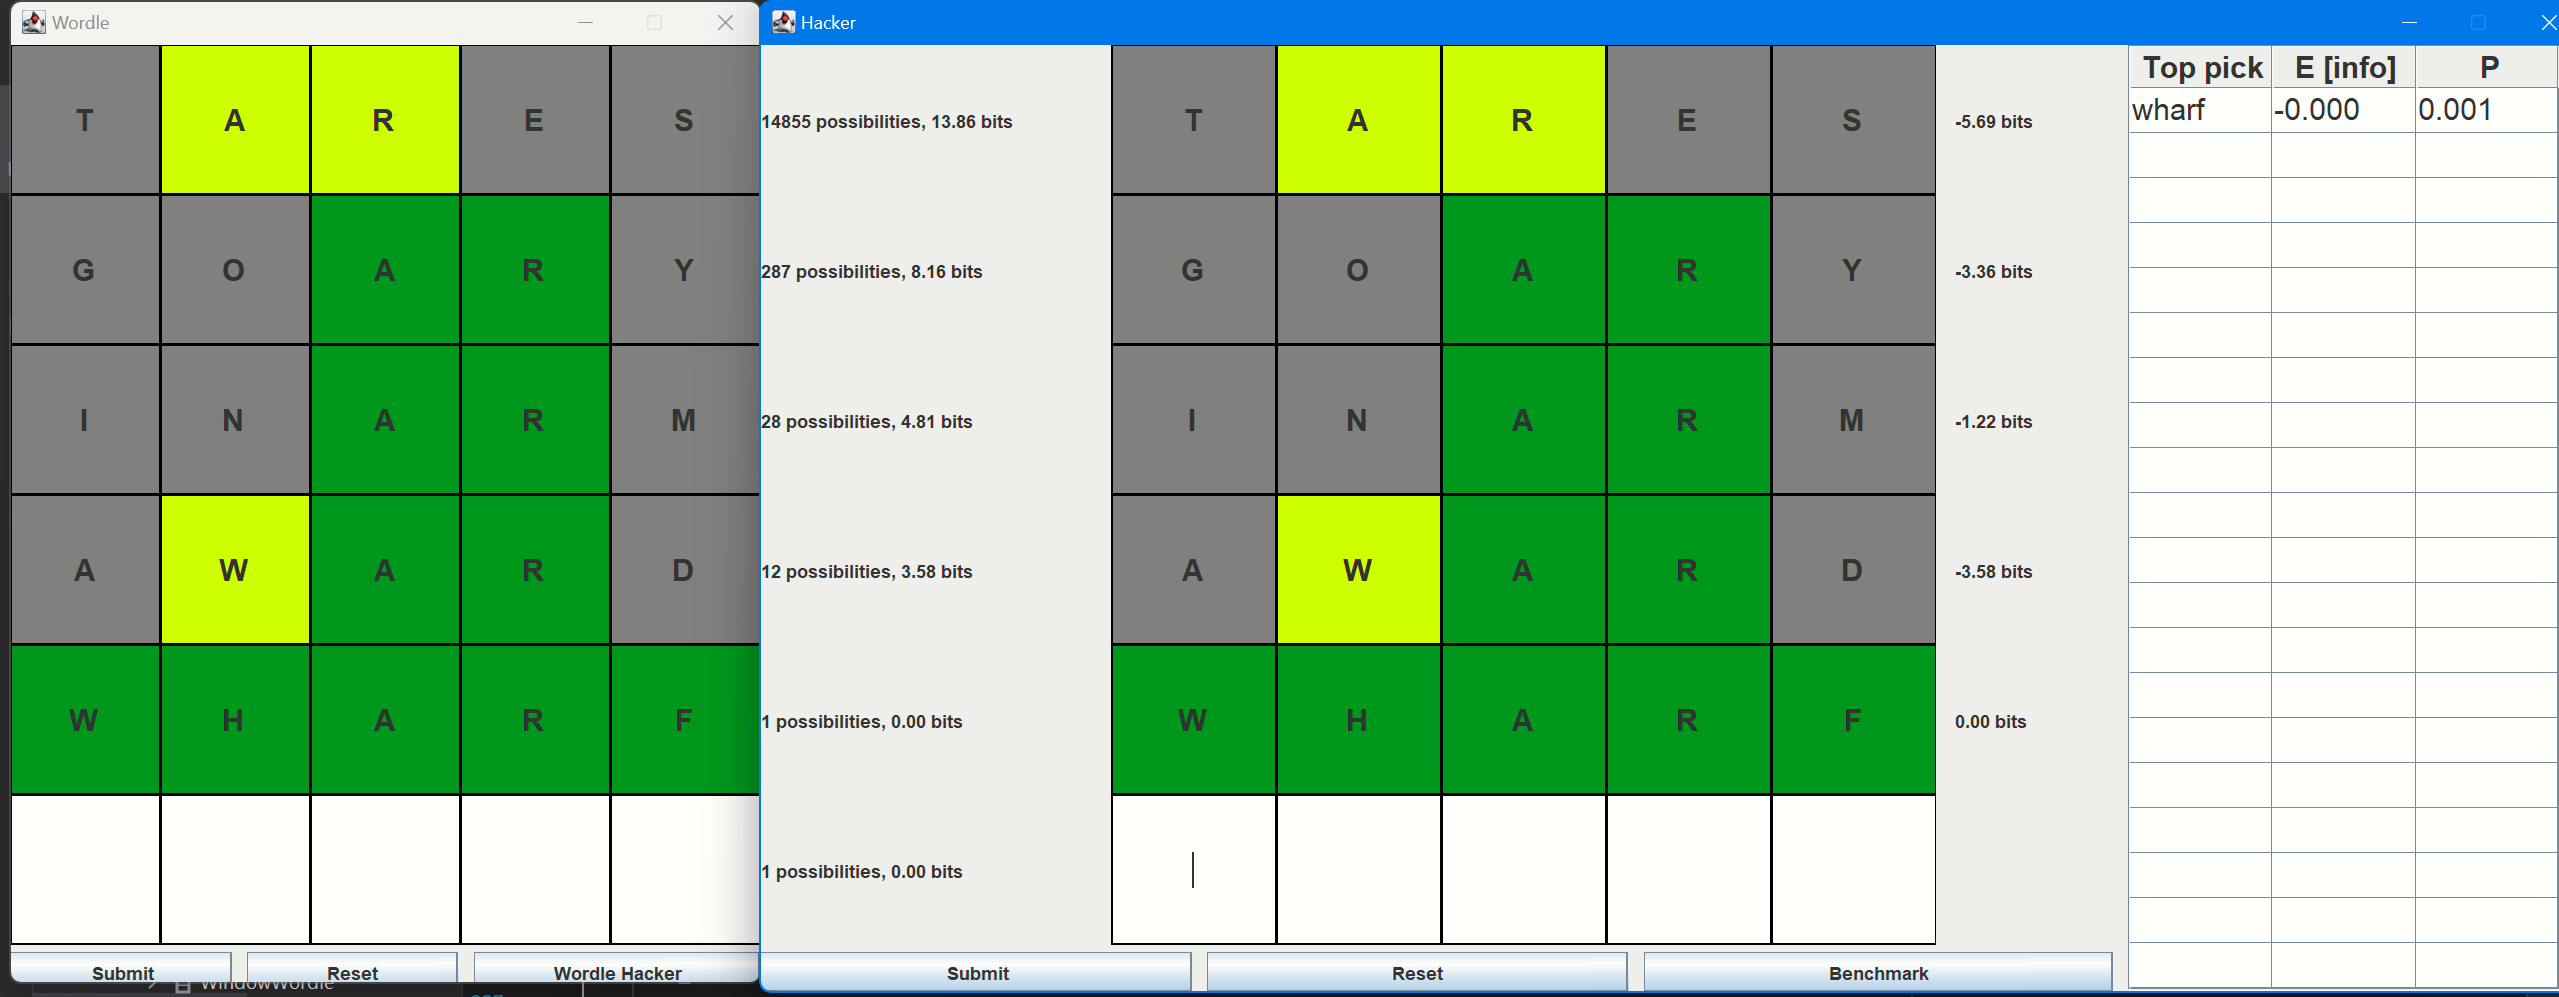 Wordle
T A R E S
G O A R Y
I N A R M
A W A R D
W H A R F
Submit Reset Wordle Hacker
WindowWordle
Hacker
14855 possibilities, 13.86 bits T A R E S -5.69 bits
287 possibilities, 8.16 bits G O A R Y -3.36 bits
28 possibilities, 4.81 bits I N A R M -1.22 bits
12 possibilities, 3.58 bits A W A R D -3.58 bits
1 possibilities, 0.00 bits W H A R F 0.00 bits
1 possibilities, 0.00 bits
Submit Reset Benchmark
Top pick E [info] P
wharf -0.000 0.001